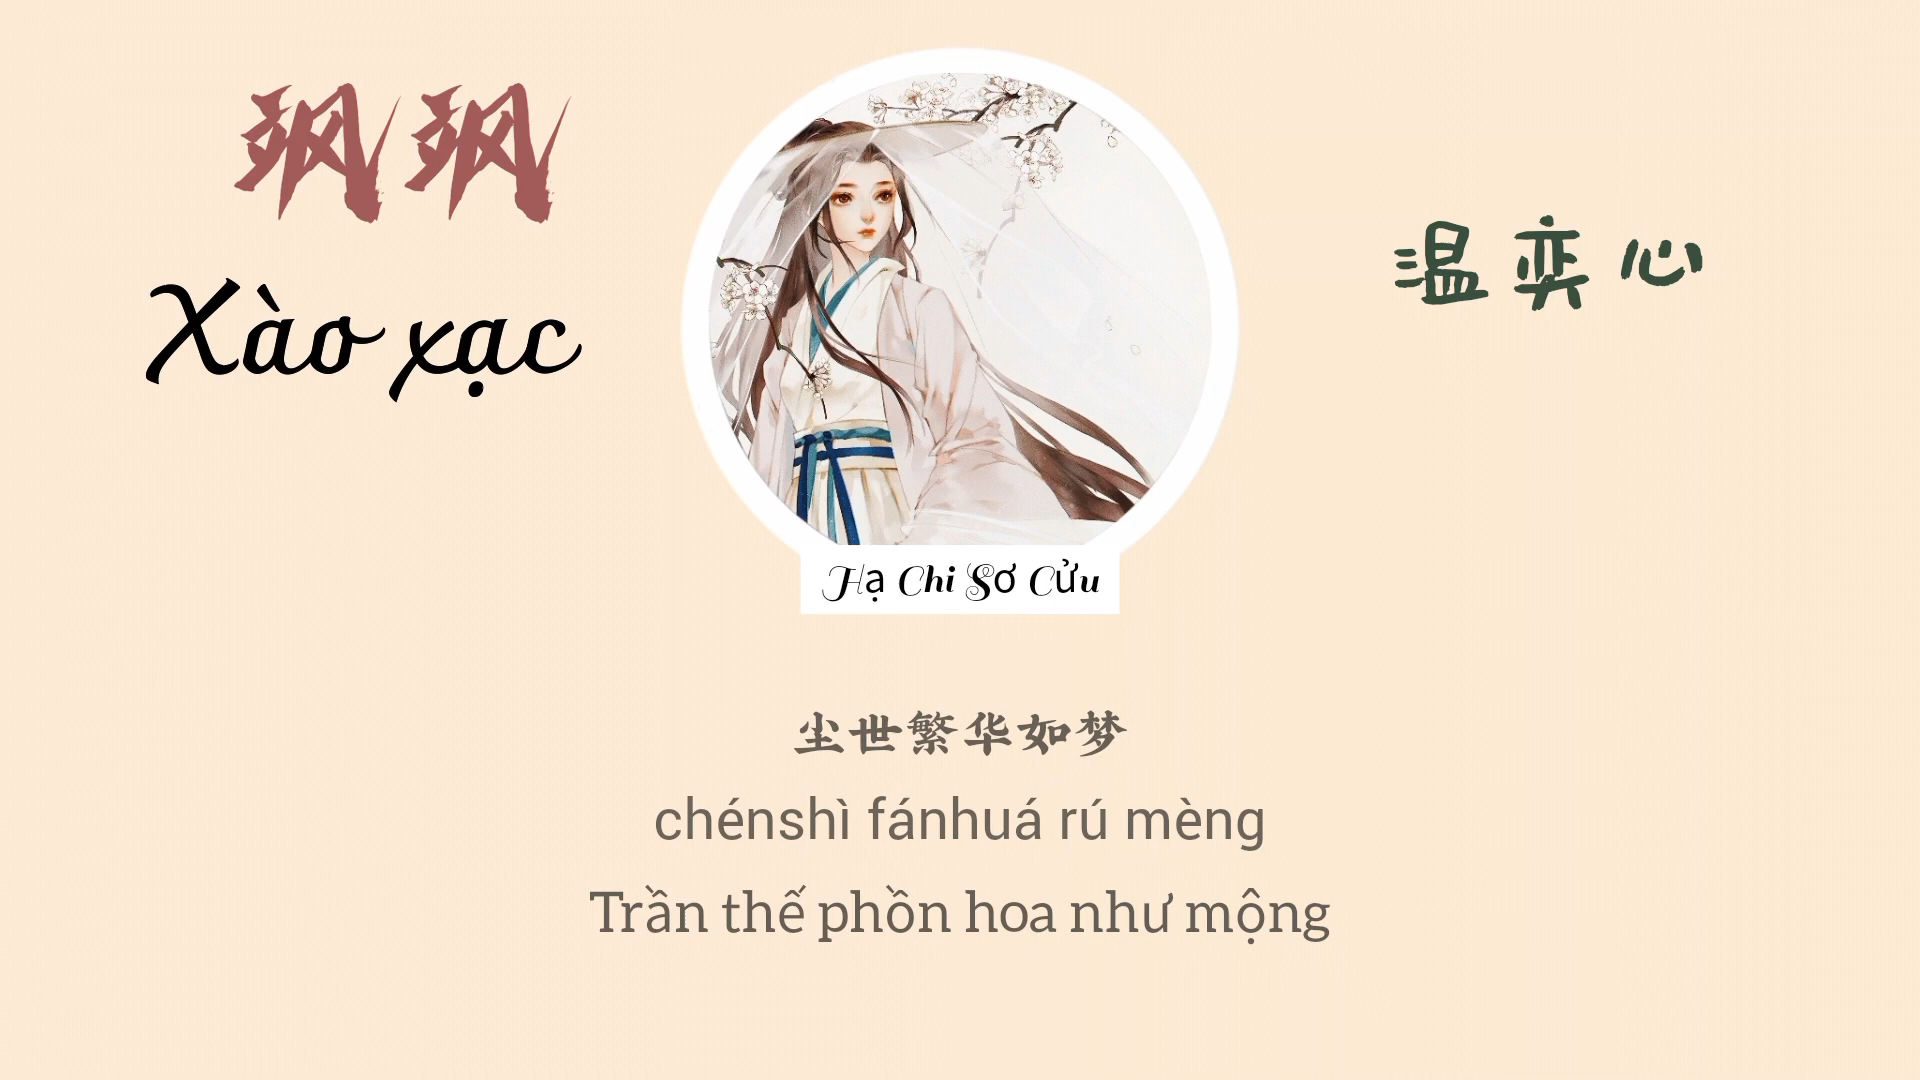 飒飒
Xào xạc
温奕心
Hạ Chi Sơ Cửu
尘世繁华如梦
chénshì fánhuá rú mèng
Trần thế phồn hoa như mộng